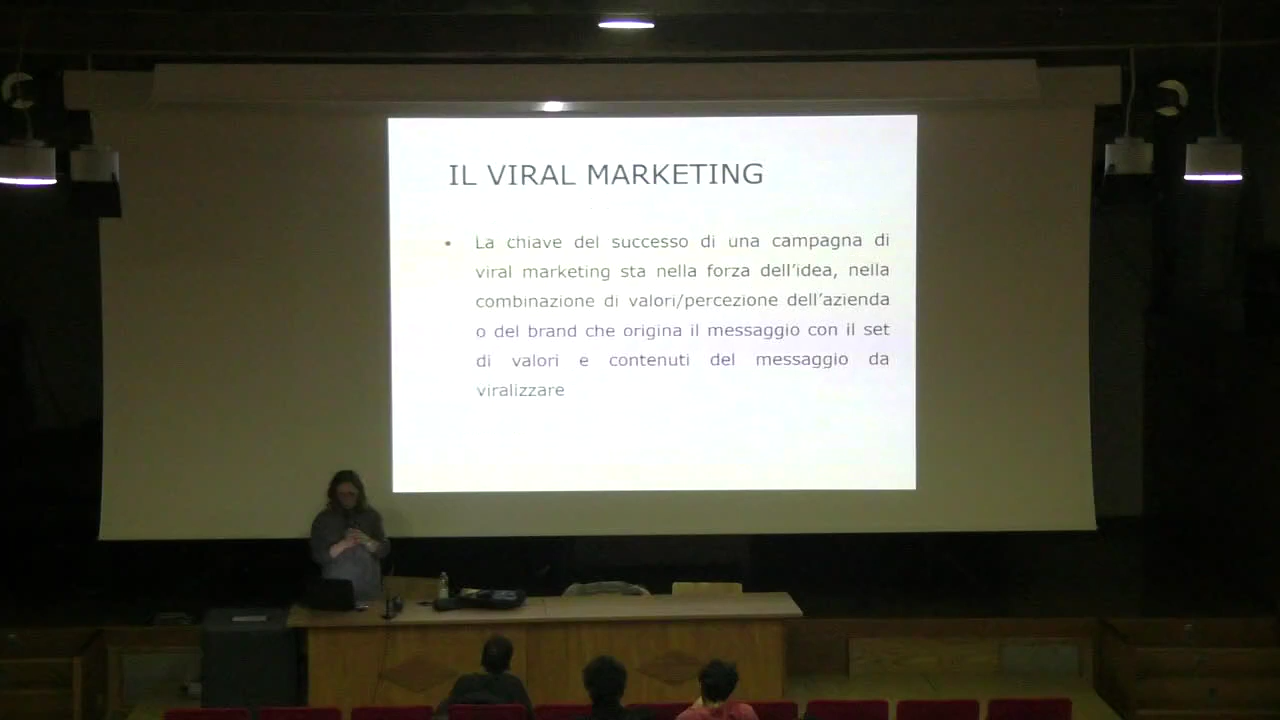 IL VIRAL MARKETING
• La chiave del successo di una campagna di
viral marketing sta nella forza dell'idea, nella
combinazione di valori/percezione dell'azienda
o del brand che origina il messaggio con il set
di valori e contenuti del messaggio da
viralizzare